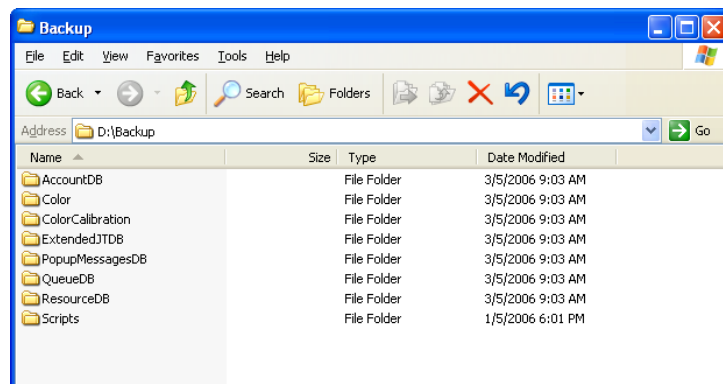 Backup
File Edit View Favorites Tools Help
Back Search Folders
Address D:\Backup Go
Name Size Type Date Modified
AccountDB File Folder 3/5/2006 9:03 AM
Color File Folder 3/5/2006 9:03 AM
ColorCalibration File Folder 3/5/2006 9:03 AM
ExtendedJTDB File Folder 3/5/2006 9:03 AM
PopupMessagesDB File Folder 3/5/2006 9:03 AM
QueueDB File Folder 3/5/2006 9:03 AM
ResourceDB File Folder 3/5/2006 9:03 AM
Scripts File Folder 1/5/2006 6:01 PM